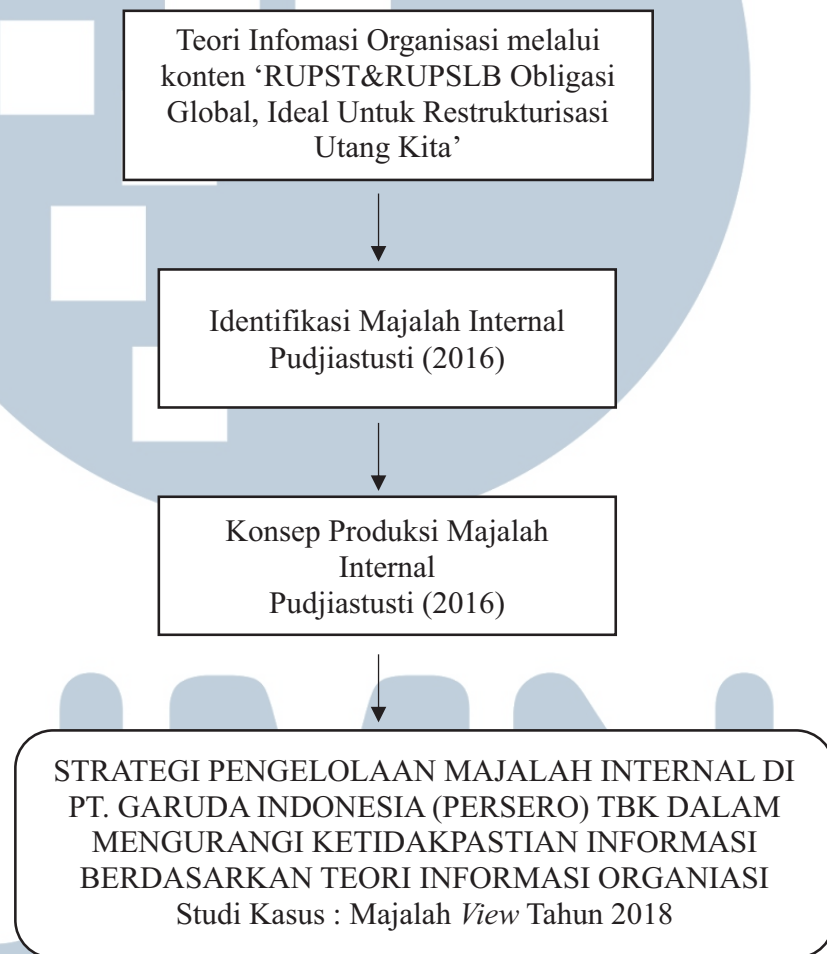 Teori Infomasi Organisasi melalui
konten ‘RUPST&RUPSLB Obligasi
Global, Ideal Untuk Restrukturisasi
Utang Kita’
Identifikasi Majalah Internal
Pudjiastusti (2016)
Konsep Produksi Majalah
Internal
Pudjiastusti (2016)
STRATEGI PENGELOLAAN MAJALAH INTERNAL DI
PT. GARUDA INDONESIA (PERSERO) TBK DALAM
MENGURANGI KETIDAKPASTIAN INFORMASI
BERDASARKAN TEORI INFORMASI ORGANIASI
Studi Kasus : Majalah View Tahun 2018